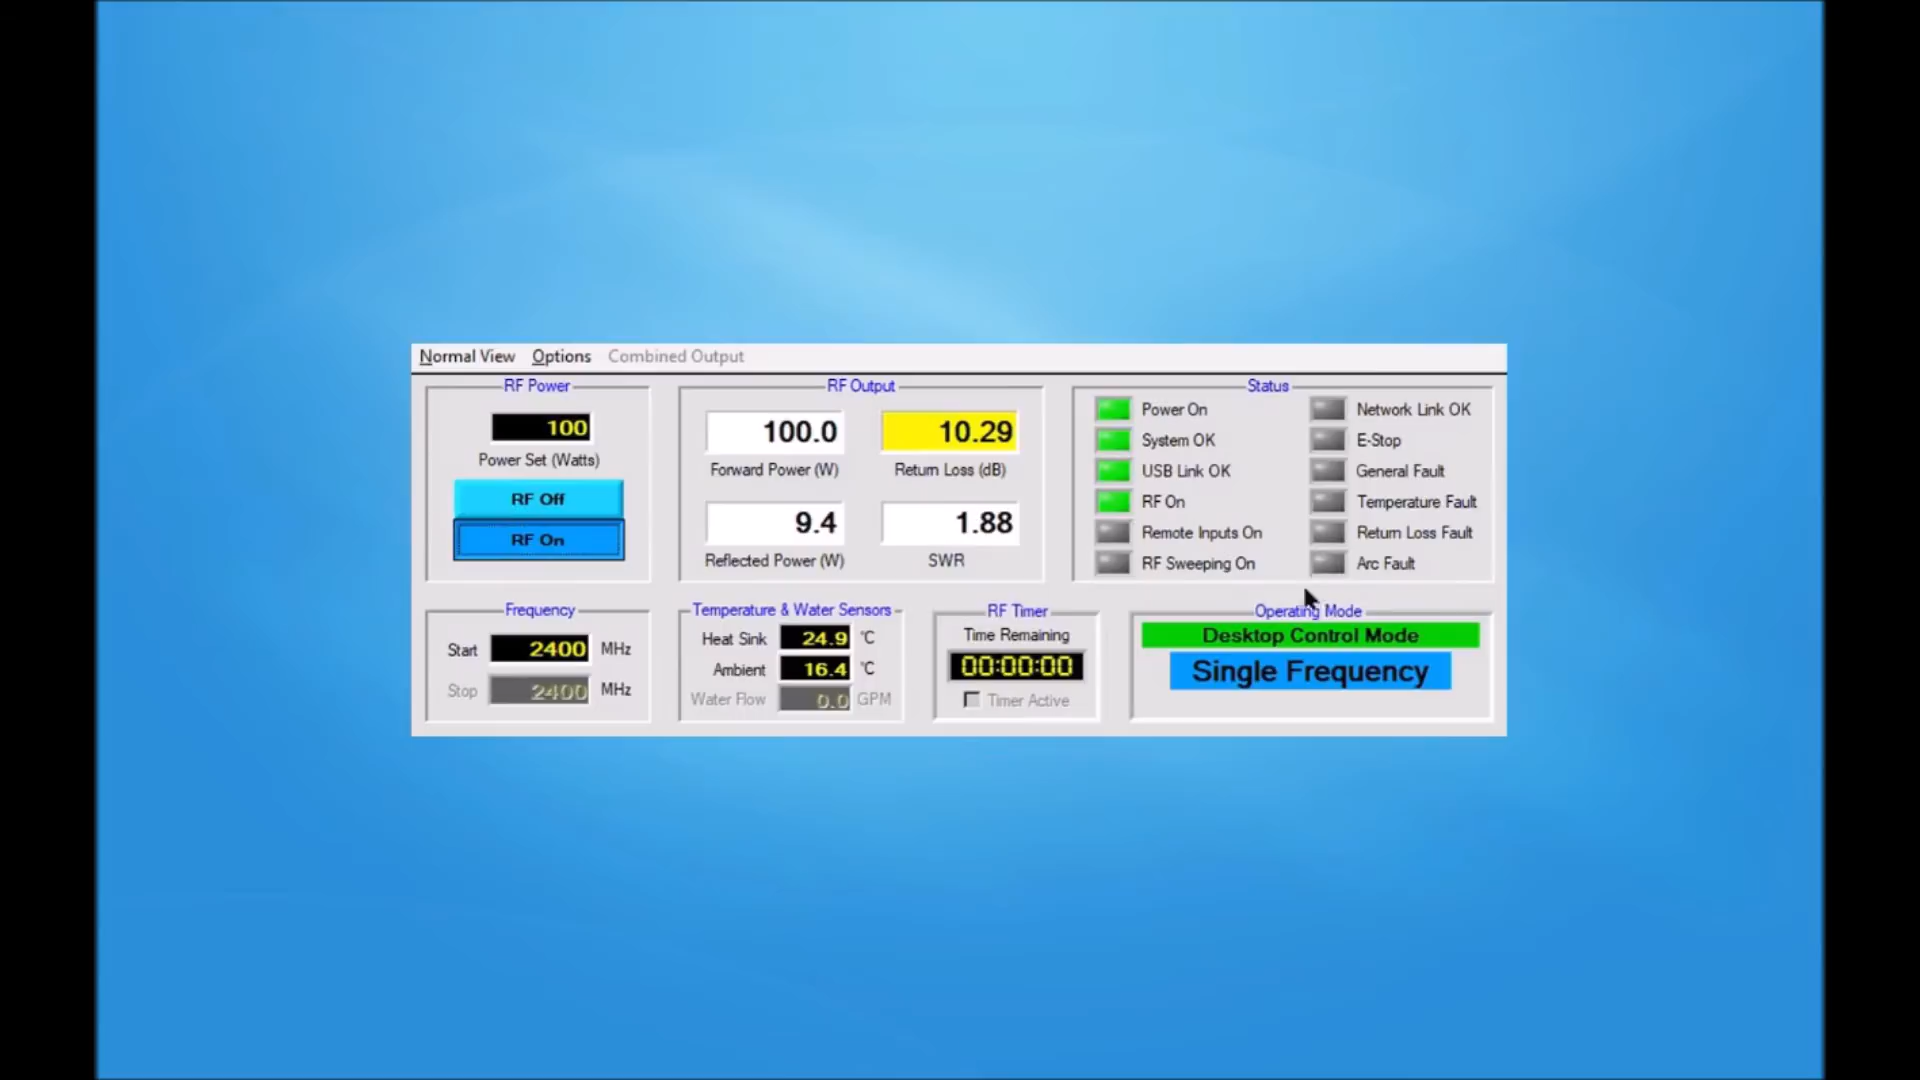 Normal View Options Combined Output
RF Power
100
Power Set (Watts)
RF Off
RF On
RF Output
100.0 10.29
Forward Power (W) Return Loss (dB)
9.4 1.88
Reflected Power (W) SWR
Status
Power On Network Link OK
System OK E-Stop
USB Link OK General Fault
RF On Temperature Fault
Remote Inputs On Return Loss Fault
RF Sweeping On Arc Fault
Frequency
Start 2400 MHz
Stop 2400 MHz
Temperature & Water Sensors
Heat Sink 24.9 °C
Ambient 16.4 °C
Water Flow 0.0 GPM
RF Timer
Time Remaining
00:00:00
Timer Active
Operating Mode
Desktop Control Mode
Single Frequency